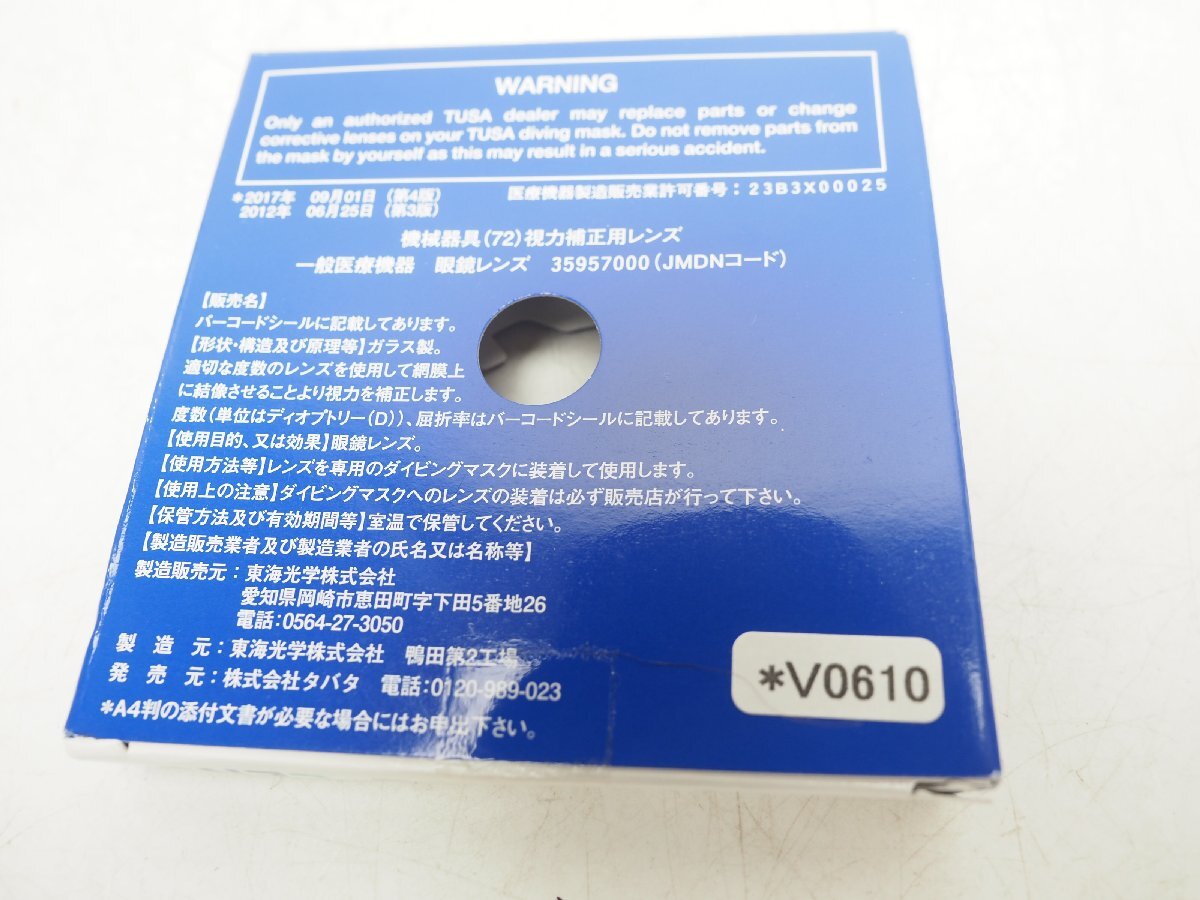 WARNING
Only an authorized TUSA dealer may replace parts or change
corrective lenses on your TUSA diving mask. Do not remove parts from
the mask by yourself as this may result in a serious accident.
*2017年 09月01日（第4版）
2012年 06月25日（第3版）
医療機器製造販売業許可番号：23B3X00025
機械器具（72）視力補正用レンズ
一般医療機器 眼鏡レンズ 35957000（JMDNコード）
【販売名】
バーコードシールに記載してあります。
【形状・構造及び原理等】ガラス製。
適切な度数のレンズを使用して網膜上
に結像させることより視力を補正します。
度数（単位はディオプトリー（D））、屈折率はバーコードシールに記載してあります。
【使用目的、又は効果】眼鏡レンズ。
【使用方法等】レンズを専用のダイビングマスクに装着して使用します。
【使用上の注意】ダイビングマスクへのレンズの装着は必ず販売店が行って下さい。
【保管方法及び有効期間等】室温で保管してください。
【製造販売業者及び製造業者の氏名又は名称等】
製造販売元：東海光学株式会社
愛知県岡崎市恵田町字下田5番地26
電話：0564-27-3050
製造元：東海光学株式会社 鴨田第2工場
発売元：株式会社タバタ 電話：0120-989-023
*A4判の添付文書が必要な場合にはお申出下さい。
*V0610